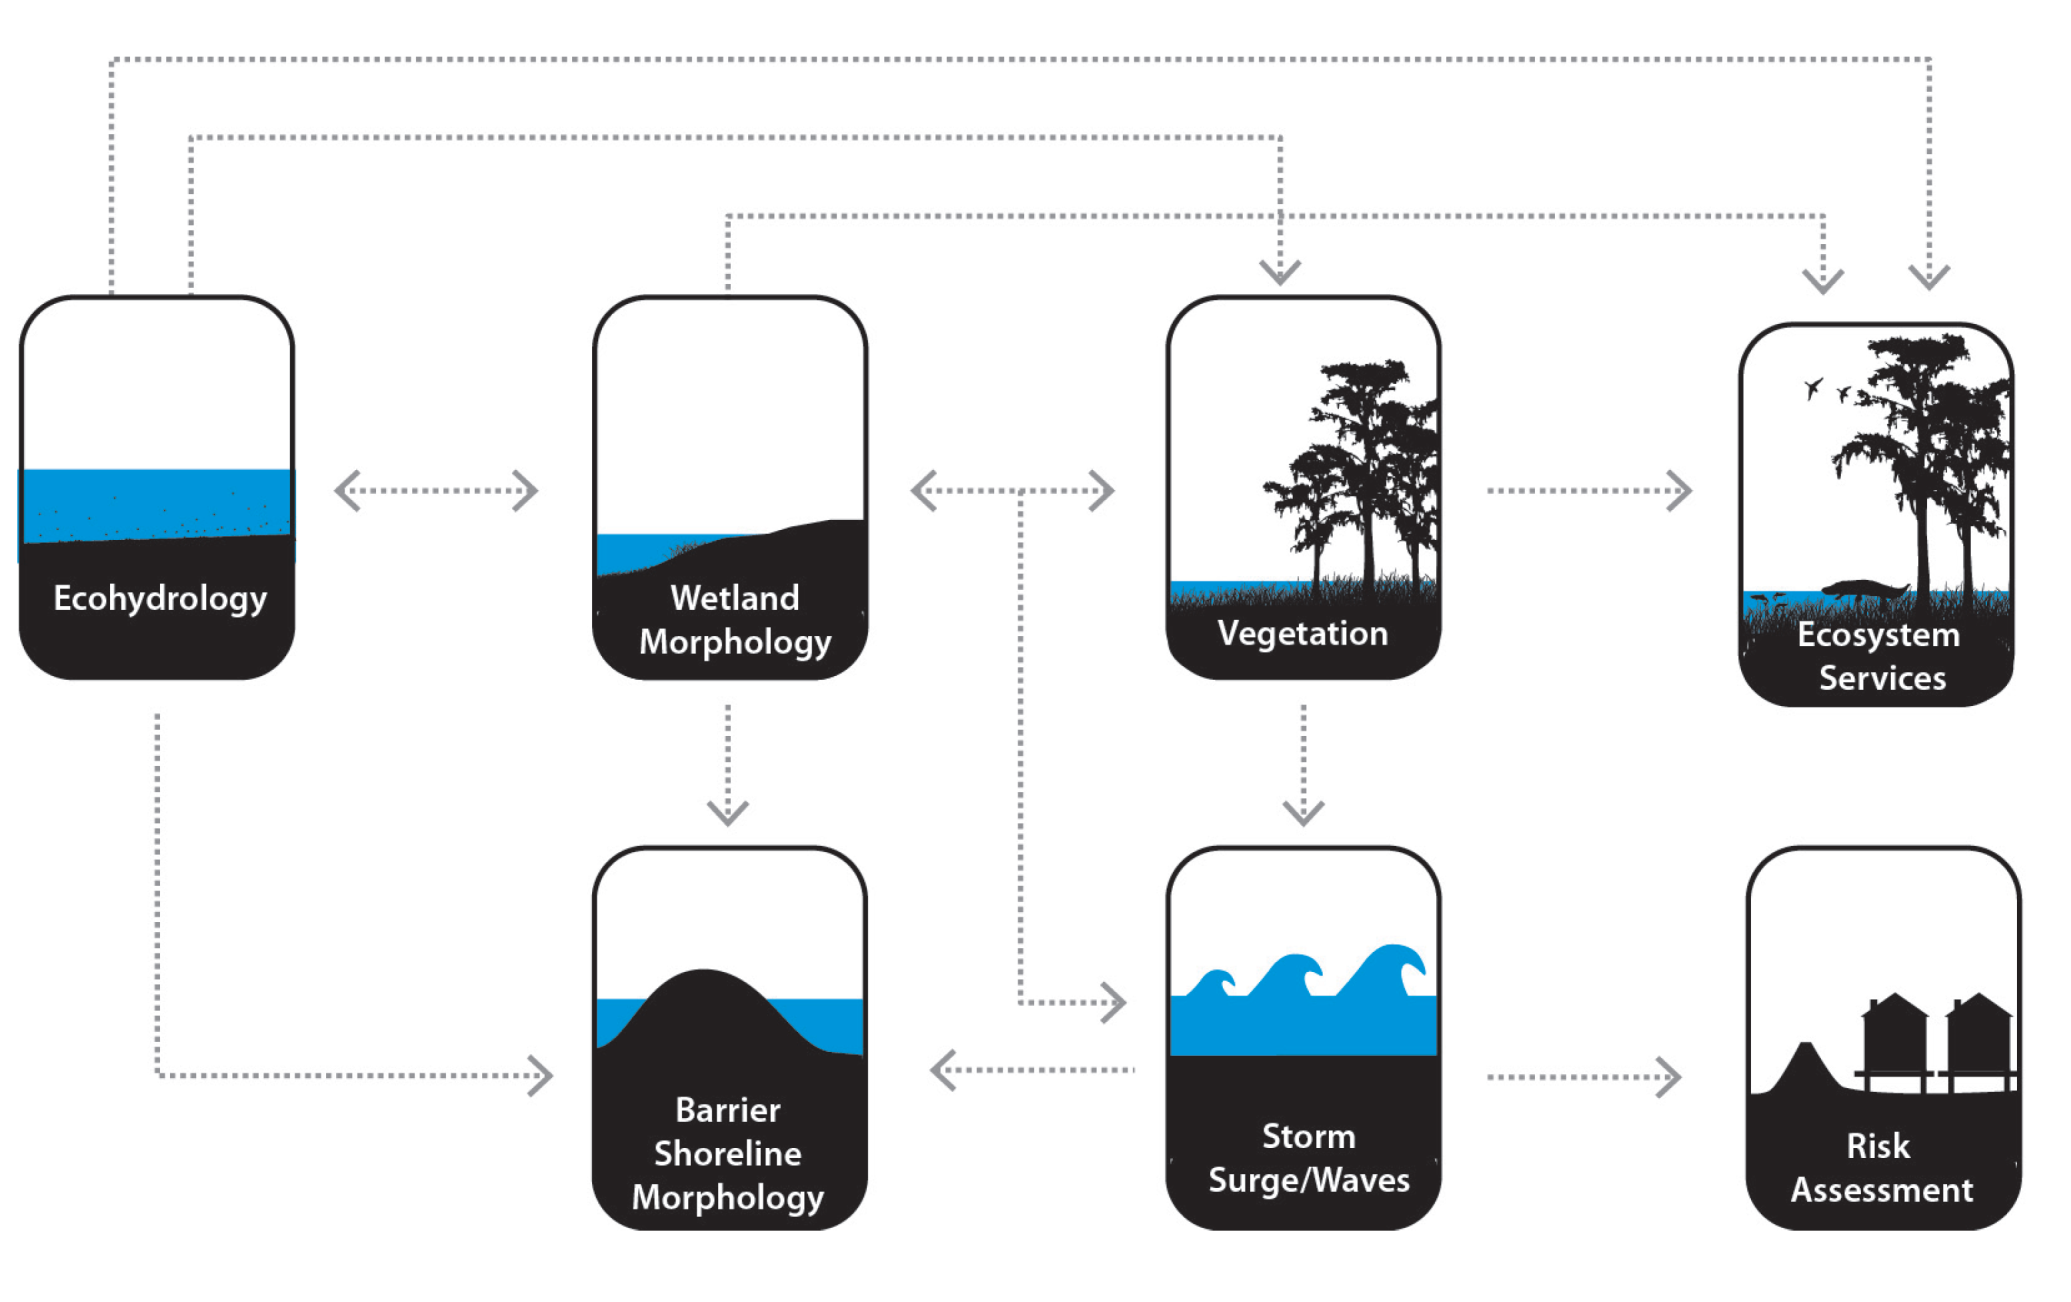 Ecohydrology
Wetland
Morphology
Vegetation
Ecosystem
Services
Barrier
Shoreline
Morphology
Storm
Surge/Waves
Risk
Assessment